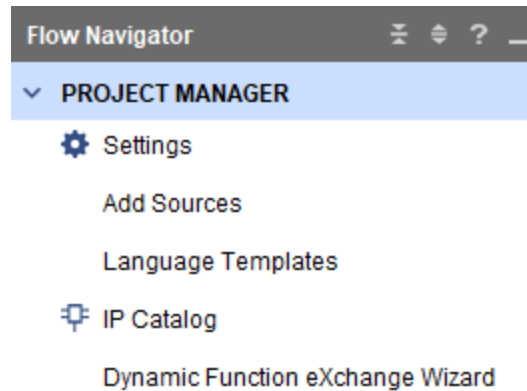 Flow Navigator ?
PROJECT MANAGER
Settings
Add Sources
Language Templates
IP Catalog
Dynamic Function eXchange Wizard